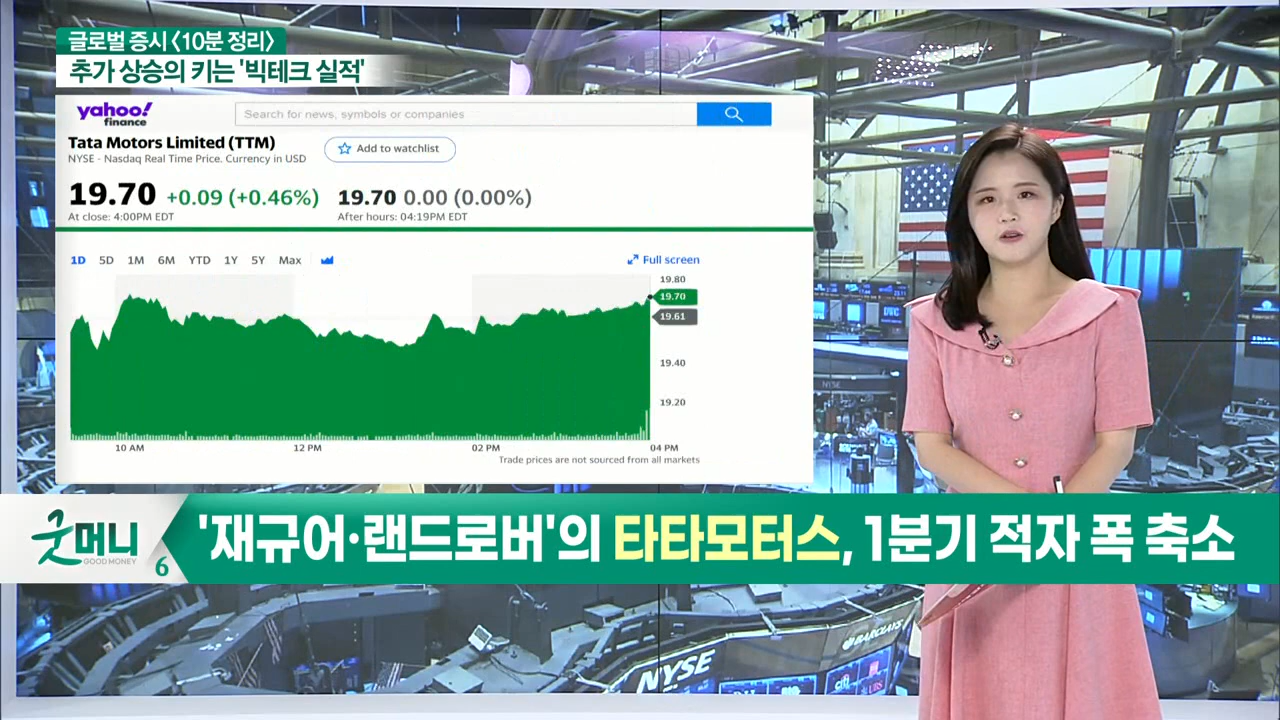 글로벌 증시 <10분 정리>
추가 상승의 키는 '빅테크 실적'
yahoo!
finance
Search for news, symbols or companies
Tata Motors Limited (TTM)
NYSE - Nasdaq Real Time Price. Currency in USD
Add to watchlist
19.70 +0.09 (+0.46%) 19.70 0.00 (0.00%)
At close: 4:00PM EDT After hours: 04:19PM EDT
1D 5D 1M 6M YTD 1Y 5Y Max Full screen
19.80
19.70
19.61
19.40
19.20
10 AM 12 PM 02 PM 04 PM
Trade prices are not sourced from all markets
NYSE
굿머니
GOOD MONEY
6
'재규어·랜드로버'의 타타모터스, 1분기 적자 폭 축소
BARCLAYS
NYSE
citi
UBS